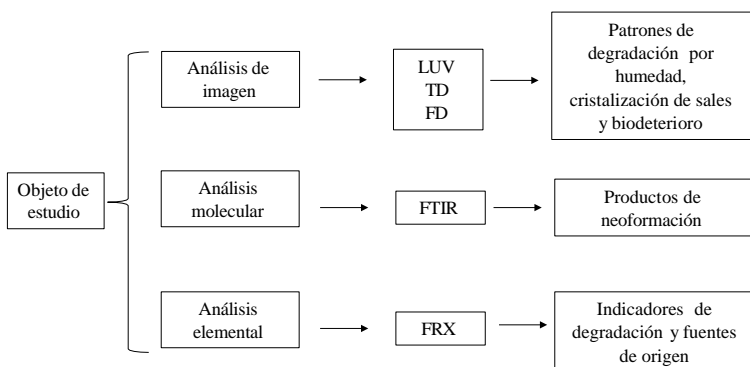 Análisis de
imagen
LUV
TD
FD
Patrones de
degradación por
humedad,
cristalización de sales
y biodeterioro
Objeto de
estudio
Análisis
molecular
FTIR
Productos de
neoformación
Análisis
elemental
FRX
Indicadores de
degradación y fuentes
de origen